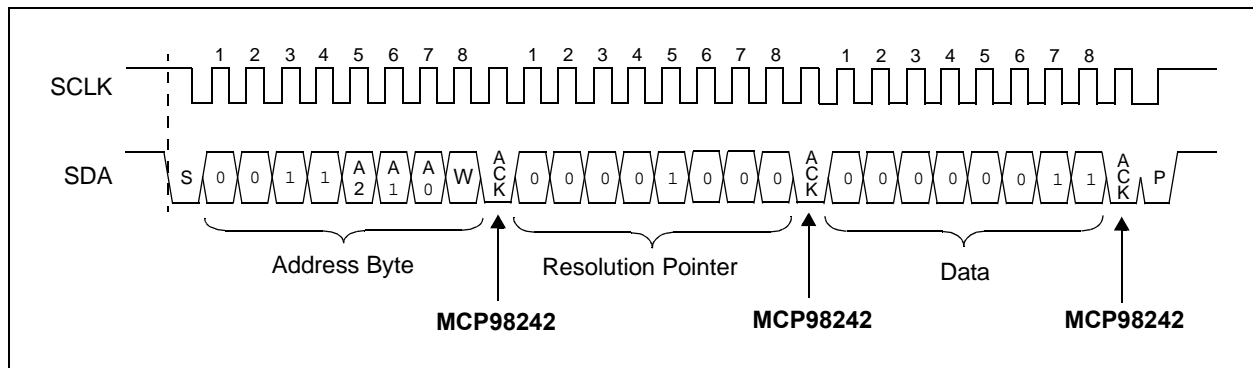 1 2 3 4 5 6 7 8 1 2 3 4 5 6 7 8 1 2 3 4 5 6 7 8
SCLK
SDA
S 0 0 1 1 A2 A1 A0 W ACK 0 0 0 0 1 0 0 0 ACK 0 0 0 0 0 0 1 1 ACK P
Address Byte Resolution Pointer Data
MCP98242 MCP98242 MCP98242